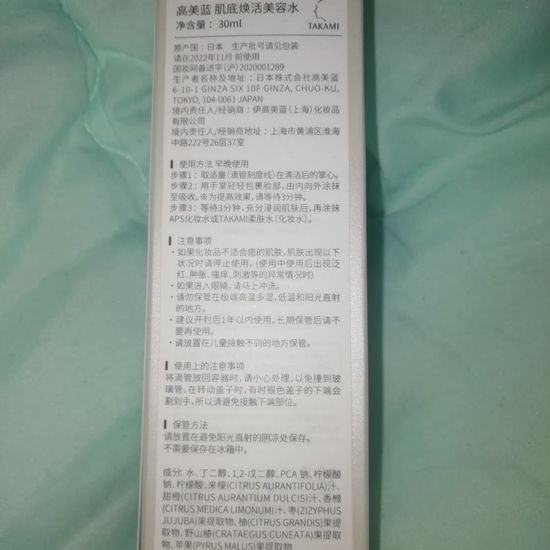 高美蓝 肌底焕活美容水
净含量：30ml
TAKAMI
原产国：日本 生产批号请见包装
请在2022年11月 前使用
国妆网备进字（沪）2020001289
生产者名称及地址：日本株式会社高美蓝
6-10-1 GINZA SIX 10F GINZA, CHUO-KU,
TOKYO, 104-0061 JAPAN
境内责任人/经销商：伊高美蓝（上海）化妆品
有限公司
境内责任人/经销商地址：上海市黄浦区淮海
中路222号26层37室
使用方法 早晚使用
步骤1：取适量（滴管刻度线）在清洁后的掌心。
步骤2：用手掌轻轻包裹脸部，由内向外涂抹
至吸收。※为提高效果，请等待3分钟。
步骤3：等待3分钟，充分浸润肌肤后，再涂抹
APS化妆水或TAKAMI柔肤水（化妆水）。
注意事项
・如果化妆品不适合您的肌肤，肌肤出现以下
状况时请停止使用，(使用中或使用后出现泛
红、肿胀、瘙痒、刺激等的异常情况时)
・如果进入眼睛，请马上冲洗。
・请勿保管在极端高温多湿，低温和阳光直射
的地方。
・建议开封后1年以内使用。长期保管后请不
要再使用。
・请放置在儿童接触不到的地方保管。
使用上的注意事项
将滴管放回容器时，请小心处理，以免撞到玻
璃管。在转动盖子时，有时银色盖子的下端会
割到手，所以请避免接触下端部位。
保管方法
请放置在避免阳光直射的阴凉处保存。
不需要保存在冰箱中。
成分: 水、丁二醇、1,2-戊二醇、PCA 钠、柠檬酸
钠、柠檬酸、来檬(CITRUS AURANTIFOLIA)汁、
甜橙(CITRUS AURANTIUM DULCIS)汁、香橼
(CITRUS MEDICA LIMONUM)汁、枣(ZIZYPHUS
JUJUBA)果提取物、柚(CITRUS GRANDIS)果提
取物、野山楂(CRATAEGUS CUNEATA)果提取
物、苹果(PYRUS MALUS)果提取物、